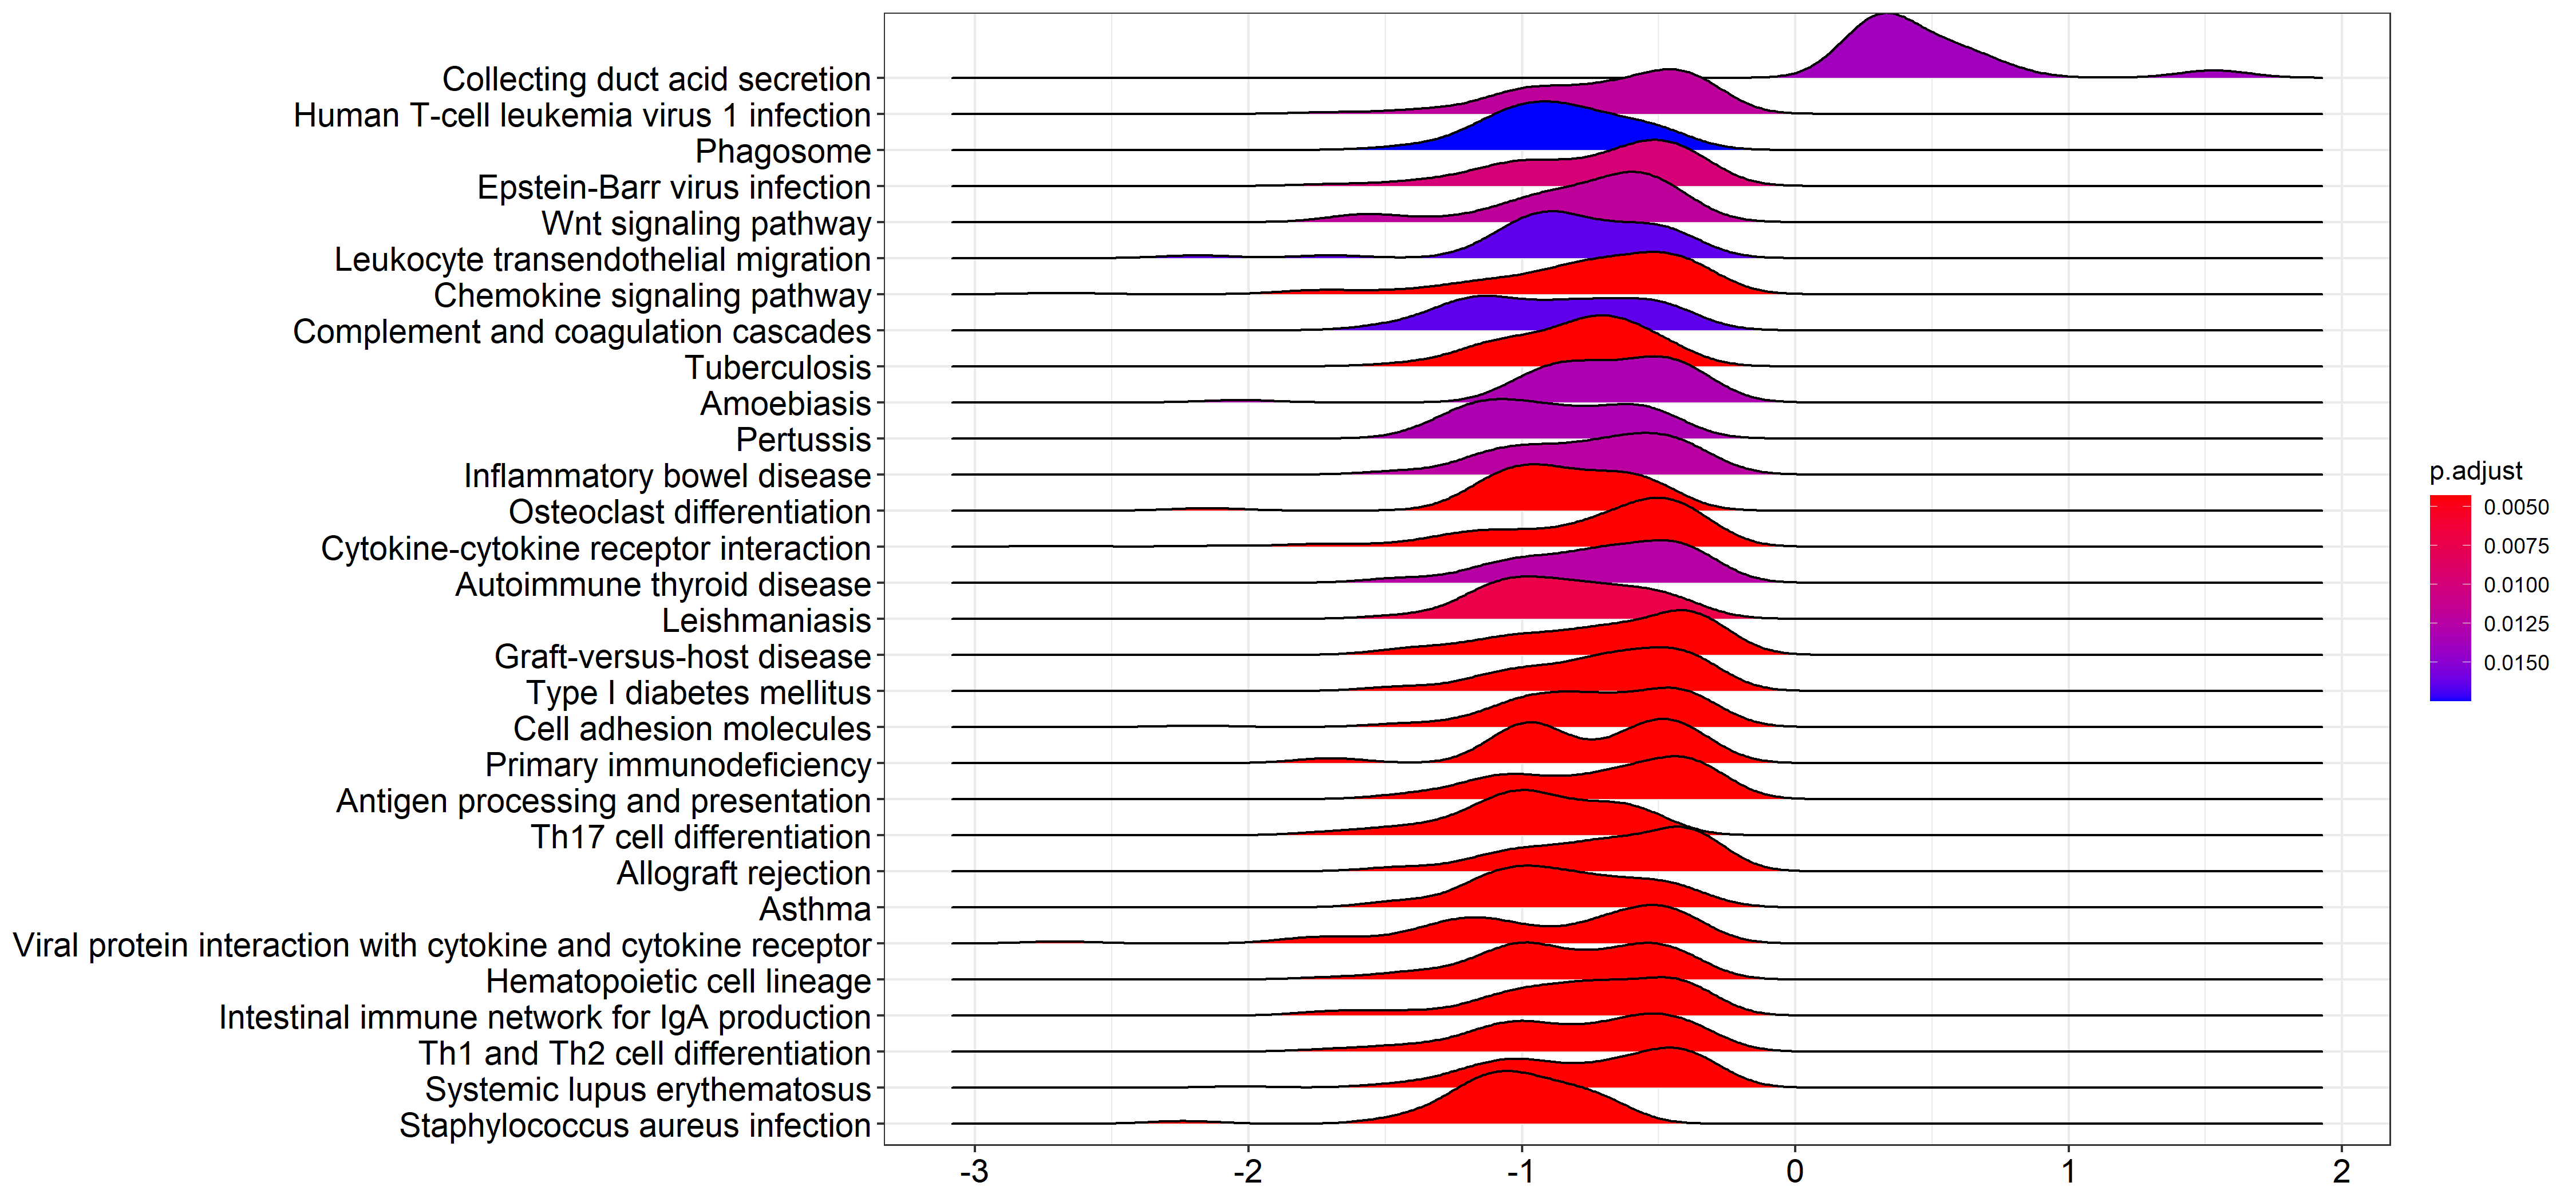 Collecting duct acid secretion
Human T-cell leukemia virus 1 infection
Phagosome
Epstein-Barr virus infection
Wnt signaling pathway
Leukocyte transendothelial migration
Chemokine signaling pathway
Complement and coagulation cascades
Tuberculosis
Amoebiasis
Pertussis
Inflammatory bowel disease
Osteoclast differentiation
Cytokine-cytokine receptor interaction
Autoimmune thyroid disease
Leishmaniasis
Graft-versus-host disease
Type I diabetes mellitus
Cell adhesion molecules
Primary immunodeficiency
Antigen processing and presentation
Th17 cell differentiation
Allograft rejection
Asthma
Viral protein interaction with cytokine and cytokine receptor
Hematopoietic cell lineage
Intestinal immune network for IgA production
Th1 and Th2 cell differentiation
Systemic lupus erythematosus
Staphylococcus aureus infection
-3 -2 -1 0 1 2
p.adjust
0.0050
0.0075
0.0100
0.0125
0.0150